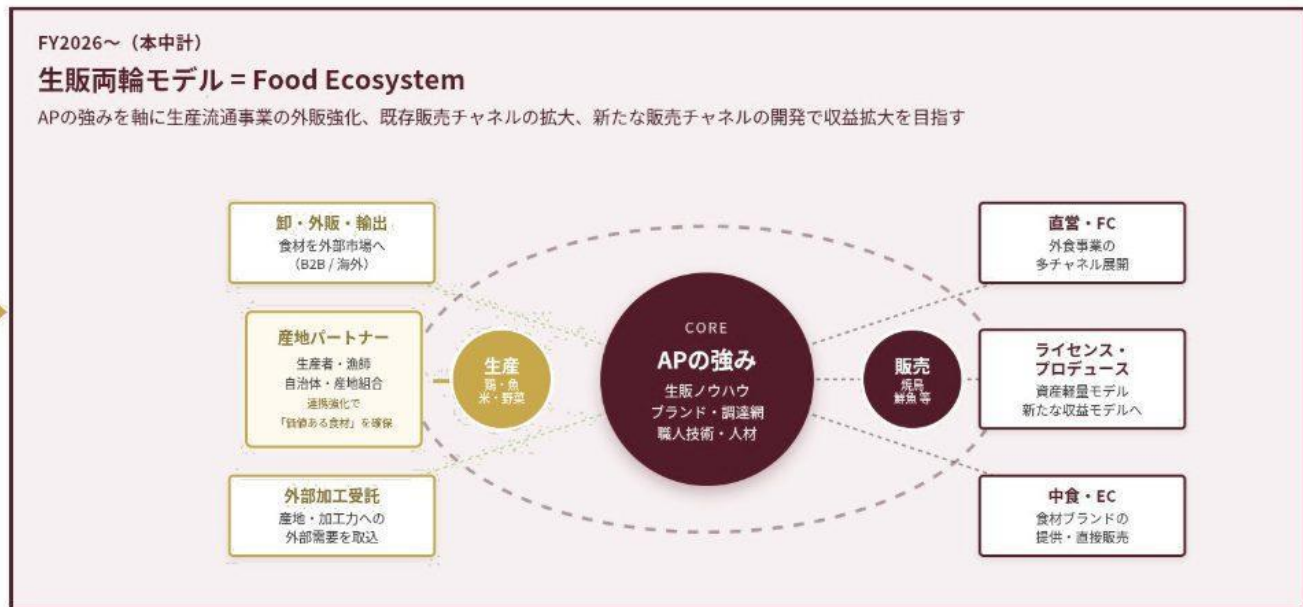 FY2026～（本中計）
生販両輪モデル = Food Ecosystem
APの強みを軸に生産流通事業の外販強化、既存販売チャネルの拡大、新たな販売チャネルの開発で収益拡大を目指す
卸・外販・輸出
食材を外部市場へ
（B2B / 海外）
産地パートナー
生産者・漁師
自治体・産地組合
連携強化で
「価値ある食材」を確保
外部加工受託
産地・加工力への
外部需要を取込
生産
鶏・魚
米・野菜
CORE
APの強み
生販ノウハウ
ブランド・調達網
職人技術・人材
販売
焼鳥
鮮魚 等
直営・FC
外食事業の
多チャネル展開
ライセンス・
プロデュース
資産軽量モデル
新たな収益モデルへ
中食・EC
食材ブランドの
提供・直接販売